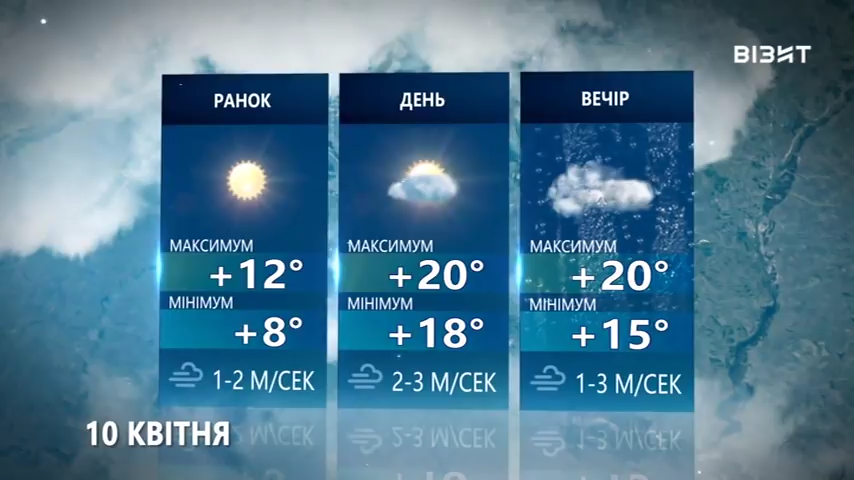 ВІЗИТ
РАНОК
МАКСИМУМ
+12°
МІНІМУМ
+8°
1-2 М/СЕК
ДЕНЬ
МАКСИМУМ
+20°
МІНІМУМ
+18°
2-3 М/СЕК
ВЕЧІР
МАКСИМУМ
+20°
МІНІМУМ
+15°
1-3 М/СЕК
10 КВІТНЯ